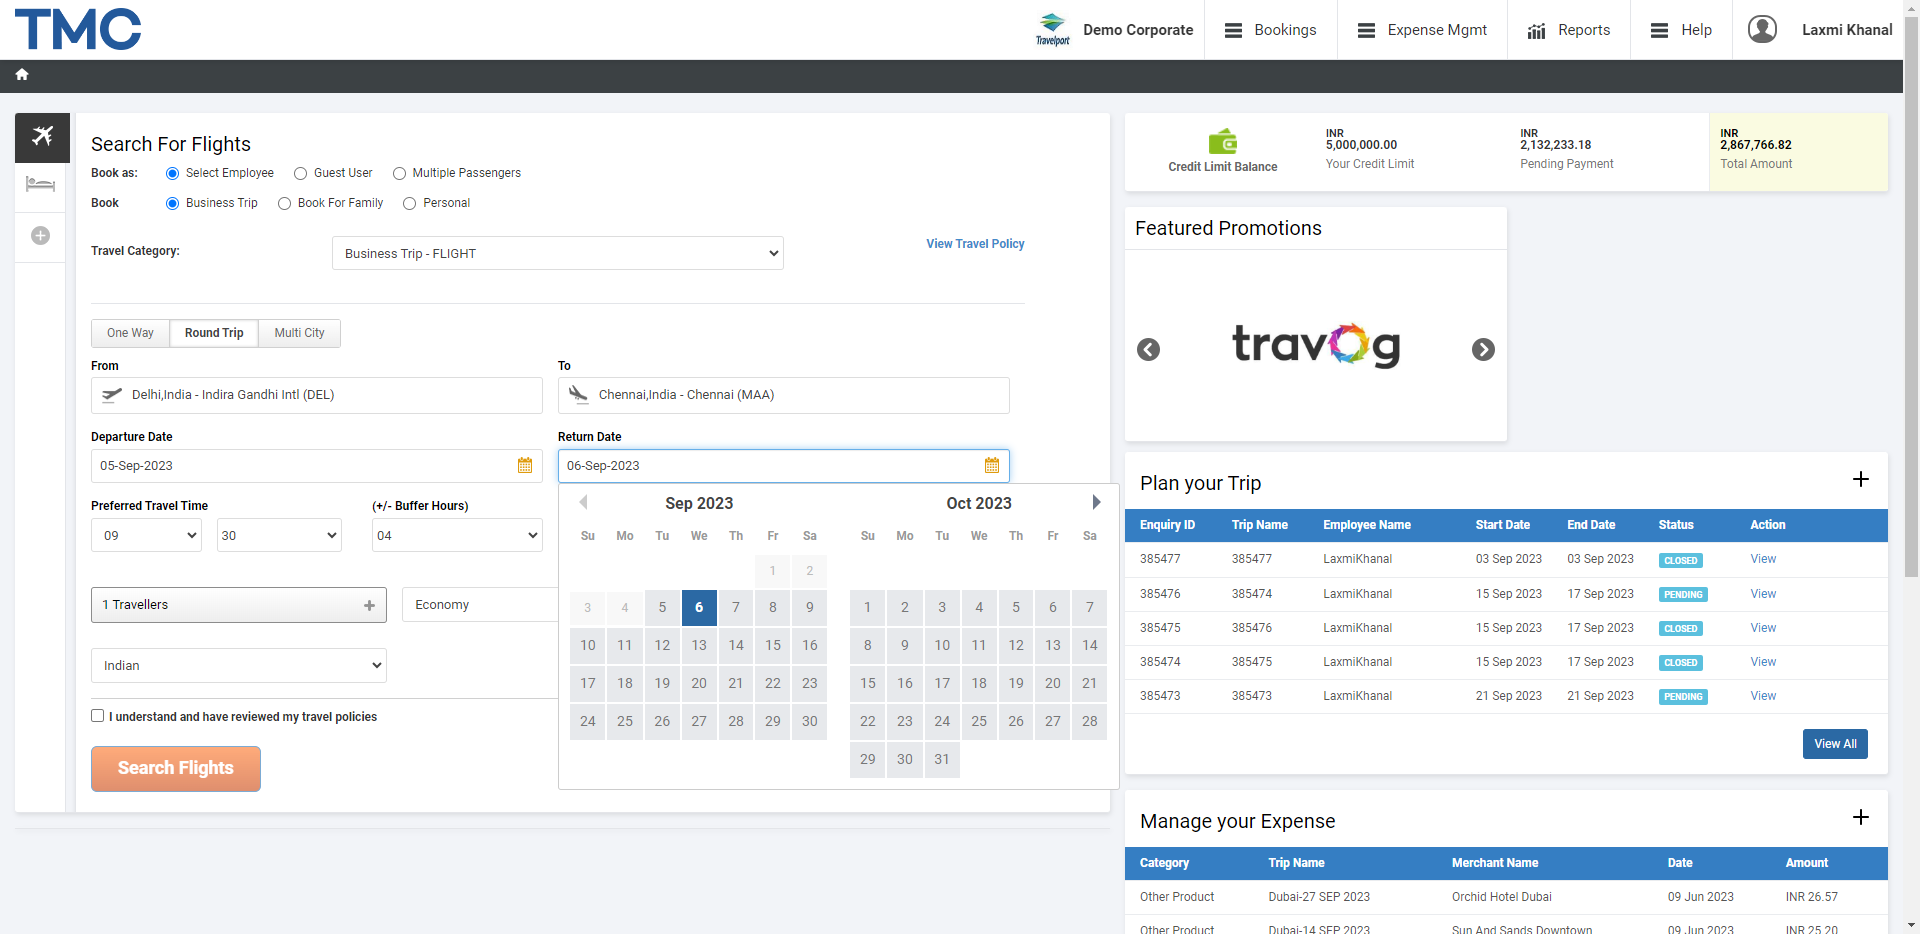 TMC
Travelport
Demo Corporate
Bookings
Expense Mgmt
Reports
Help
Laxmi Khanal
Search For Flights
Book as: Select Employee Guest User Multiple Passengers
Book Business Trip Book For Family Personal
Travel Category: Business Trip - FLIGHT View Travel Policy
One Way Round Trip Multi City
From To
Delhi,India - Indira Gandhi Intl (DEL) Chennai,India - Chennai (MAA)
Departure Date Return Date
05-Sep-2023 06-Sep-2023
Preferred Travel Time (+/- Buffer Hours)
09 30 04
1 Travellers Economy
Indian
I understand and have reviewed my travel policies
Search Flights
Sep 2023 Oct 2023
Su Mo Tu We Th Fr Sa Su Mo Tu We Th Fr Sa
1 2
3 4 5 6 7 8 9 1 2 3 4 5 6 7
10 11 12 13 14 15 16 8 9 10 11 12 13 14
17 18 19 20 21 22 23 15 16 17 18 19 20 21
24 25 26 27 28 29 30 22 23 24 25 26 27 28
29 30 31
Credit Limit Balance
INR
5,000,000.00
Your Credit Limit
INR
2,132,233.18
Pending Payment
INR
2,867,766.82
Total Amount
Featured Promotions
travog
Plan your Trip
Enquiry ID Trip Name Employee Name Start Date End Date Status Action
385477 385477 LaxmiKhanal 03 Sep 2023 03 Sep 2023 CLOSED View
385476 385474 LaxmiKhanal 15 Sep 2023 17 Sep 2023 PENDING View
385475 385476 LaxmiKhanal 15 Sep 2023 17 Sep 2023 CLOSED View
385474 385475 LaxmiKhanal 15 Sep 2023 17 Sep 2023 CLOSED View
385473 385473 LaxmiKhanal 21 Sep 2023 21 Sep 2023 PENDING View
View All
Manage your Expense
Category Trip Name Merchant Name Date Amount
Other Product Dubai-27 SEP 2023 Orchid Hotel Dubai 09 Jun 2023 INR 26.57
Other Product Dubai-14 SEP 2023 Sun And Sands Downtown 09 Jun 2023 INR 25.20